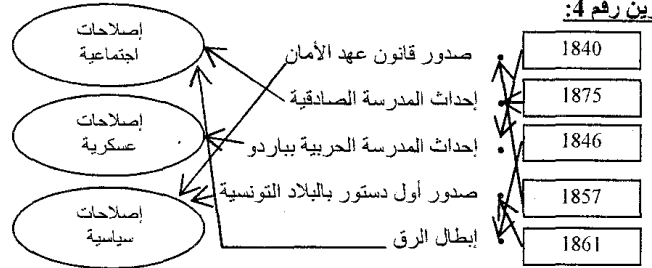 رين رقم 4:
1840
صدور قانون عهد الأمان
إصلاحات
اجتماعية
1875
إحداث المدرسة الصادقية
1846
إحداث المدرسة الحربية بباردو
إصلاحات
عسكرية
1857
صدور أول دستور بالبلاد التونسية
1861
إبطال الرق
إصلاحات
سياسية